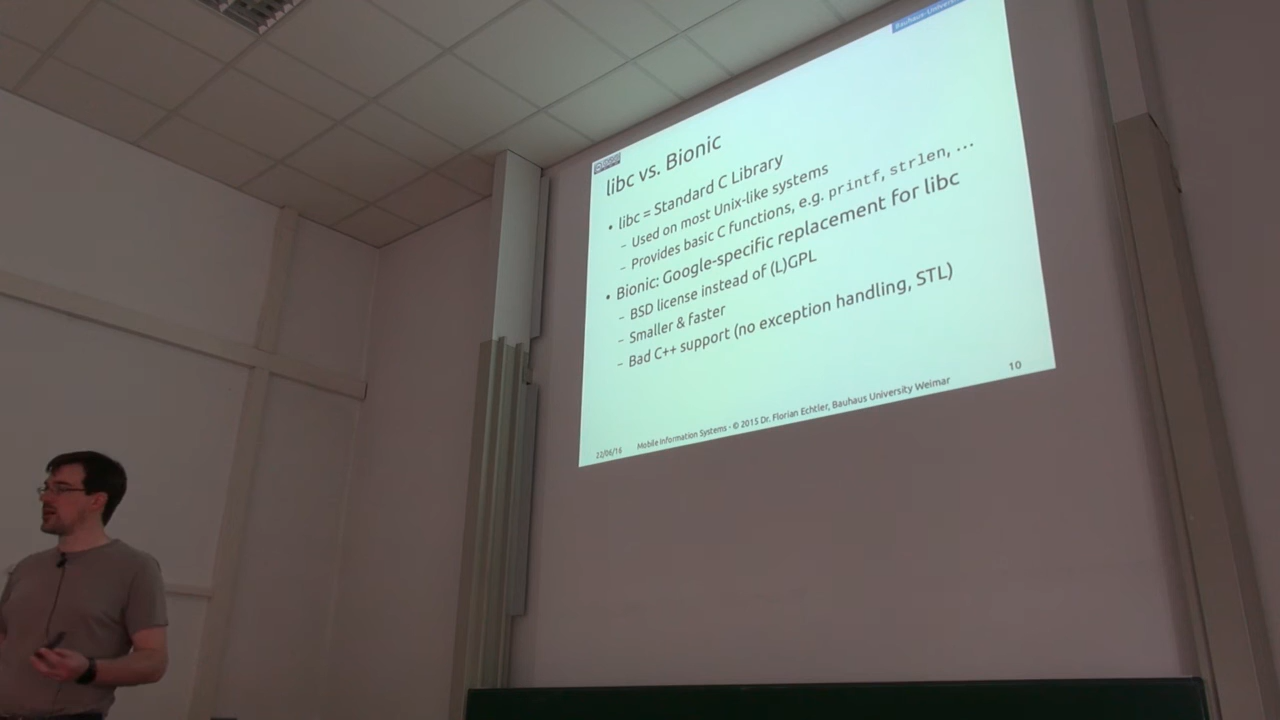 Bauhaus-Univers
libc vs. Bionic
• libc = Standard C Library
– Used on most Unix-like systems
– Provides basic C functions, e.g. printf, strlen, …
• Bionic: Google-specific replacement for libc
– BSD license instead of (L)GPL
– Smaller & faster
– Bad C++ support (no exception handling, STL)
22/06/16 Mobile Information Systems - © 2015 Dr. Florian Echtler, Bauhaus University Weimar 10